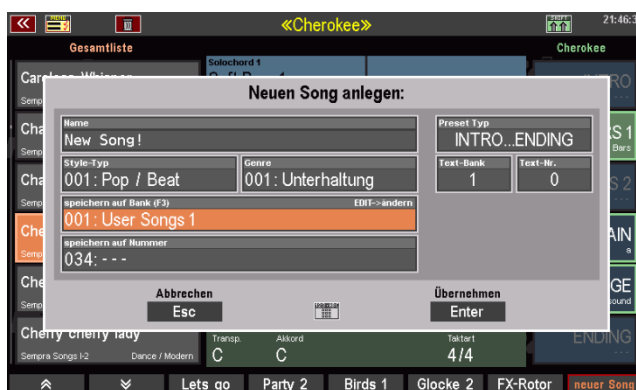 «Cherokee»
21:46:3
Gesamtliste
Cherokee
Solochord 1
Neuen Song anlegen:
Name
New Song!
Preset Typ
INTRO...ENDING
Style-Typ
001: Pop / Beat
Genre
001: Unterhaltung
Text-Bank
1
Text-Nr.
0
speichern auf Bank (F3)
EDIT->ändern
001: User Songs 1
speichern auf Nummer
034: - - -
Abbrechen
Esc
Übernehmen
Enter
Cherry cherry lady
Sempra Songs I-2
Dance / Modern
Transp.
C
Akkord
C
Taktart
4/4
ENDING
Lets go
Party 2
Birds 1
Glocke 2
FX-Rotor
neuer Song